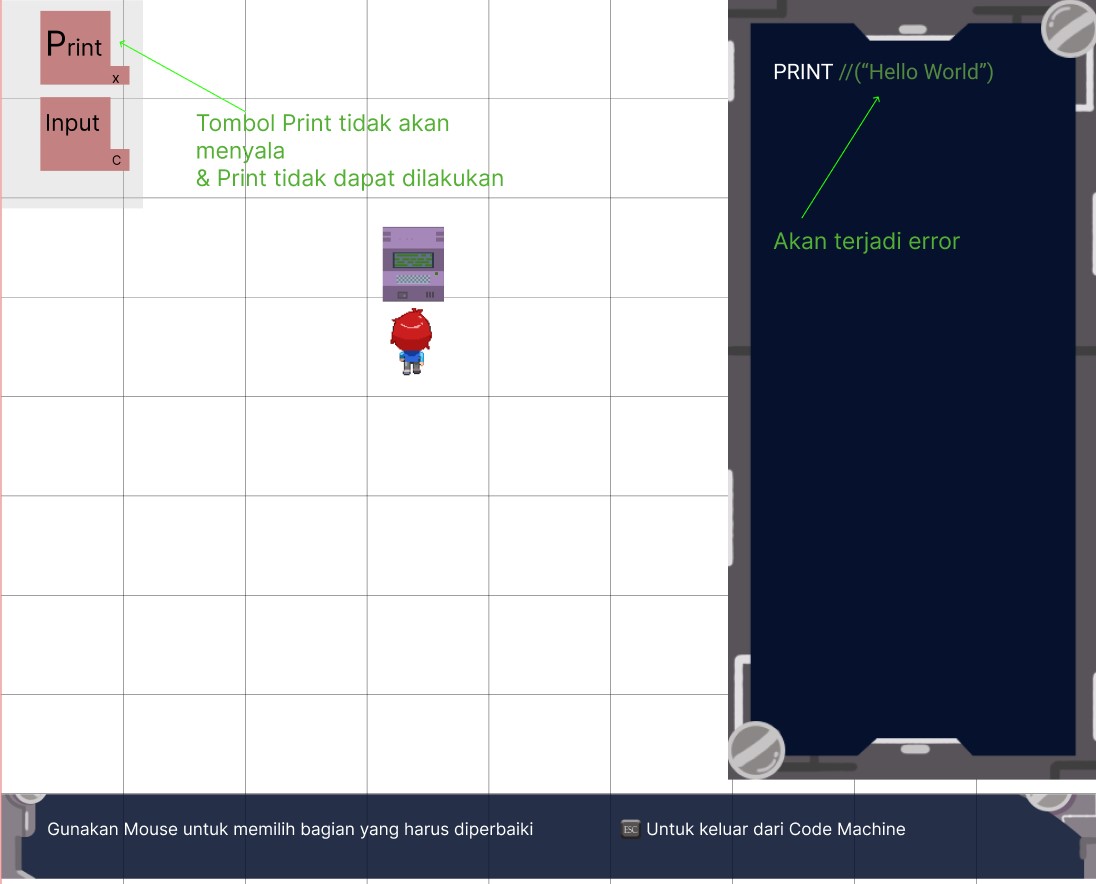 Print
x
Input
C
Tombol Print tidak akan
menyala
& Print tidak dapat dilakukan
PRINT //(“Hello World”)
Akan terjadi error
Gunakan Mouse untuk memilih bagian yang harus diperbaiki
ESC Untuk keluar dari Code Machine